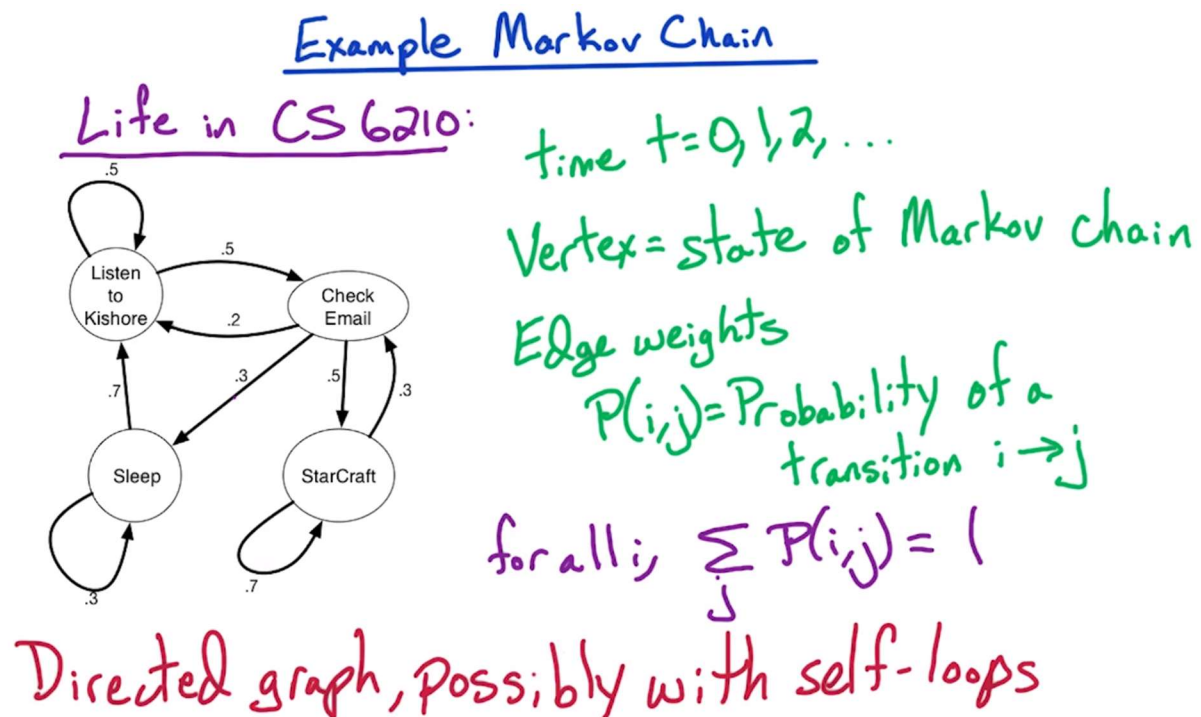 Example Markov Chain
Life in CS 6210:
.5
Listen
to
Kishore
.5
.2
Check
Email
.7
.3
.5
.3
Sleep
StarCraft
.3
.7
time t=0,1,2,...
Vertex = state of Markov chain
Edge weights
P(i,j)=Probability of a
transition i→j
for all i, ∑ P(i,j) = 1
j
Directed graph, possibly with self-loops